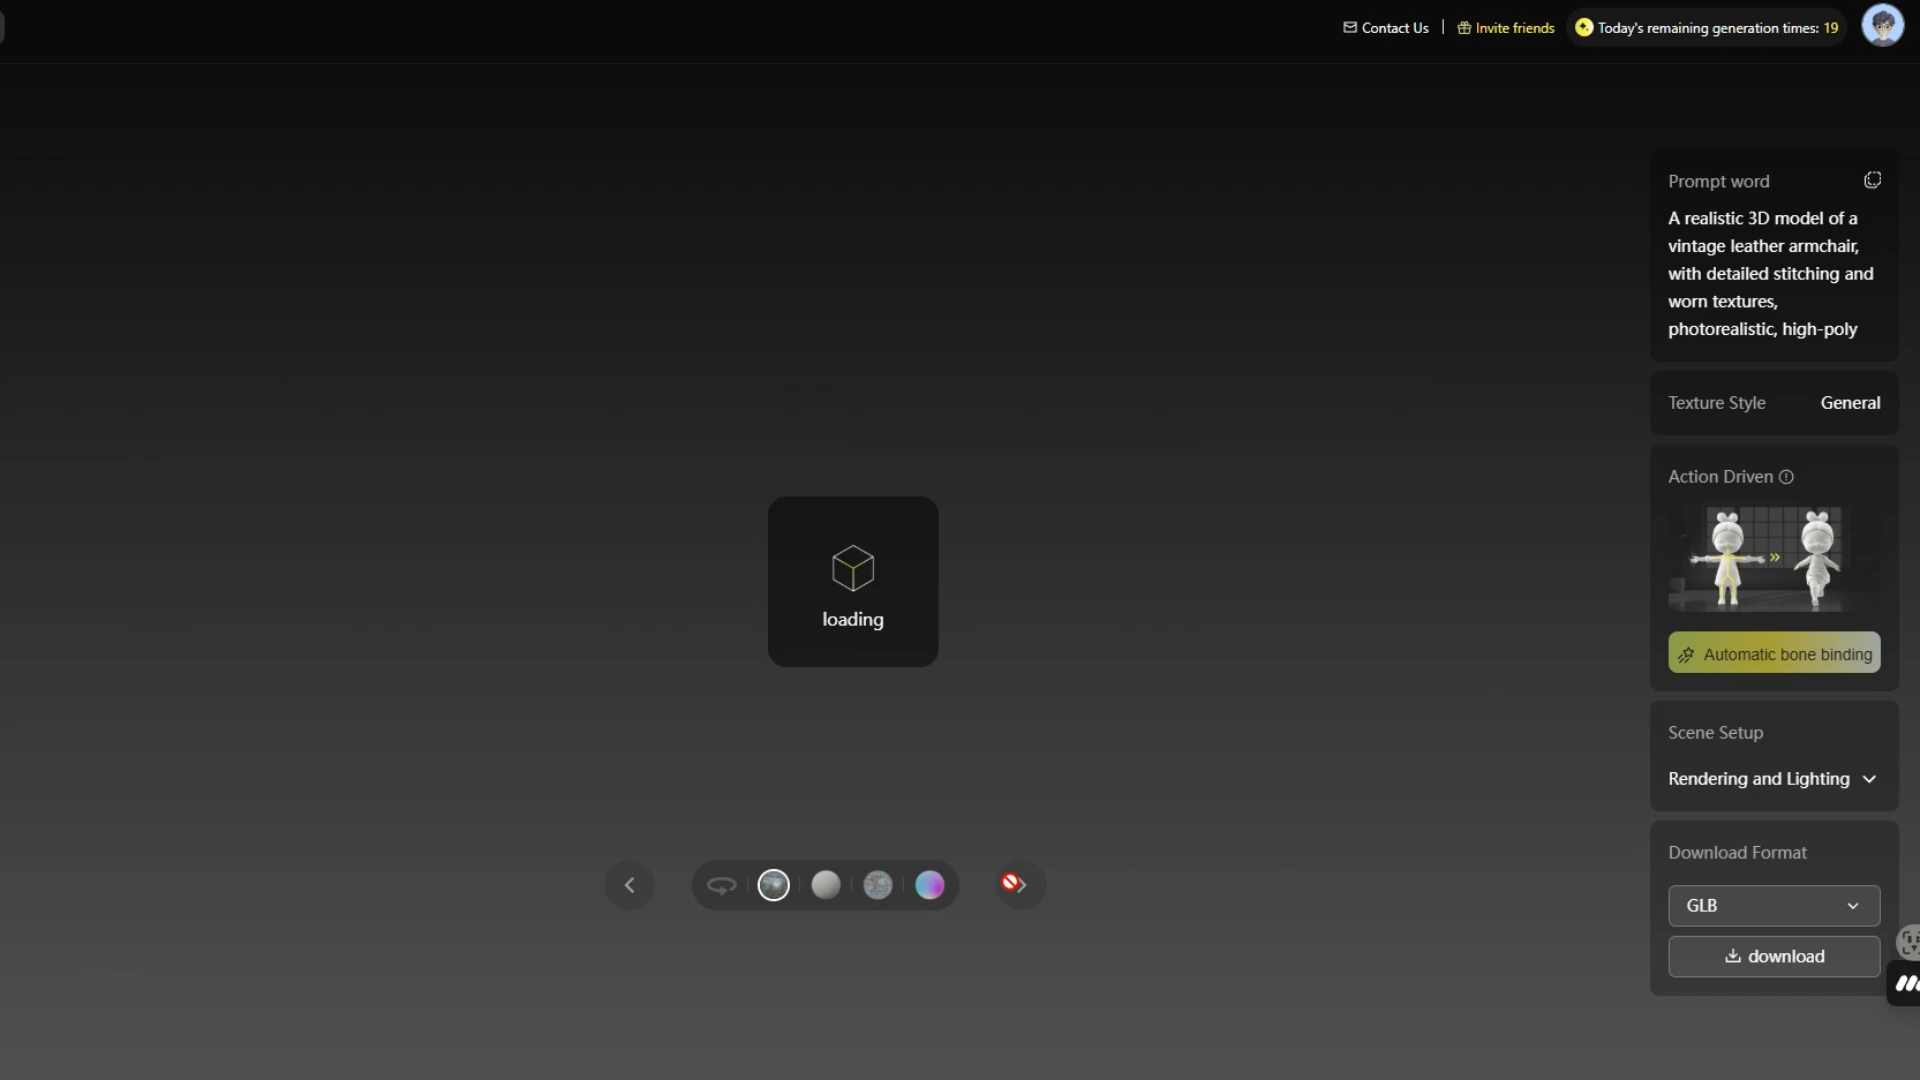 Contact Us
Invite friends
Today's remaining generation times: 19
Prompt word
A realistic 3D model of a
vintage leather armchair,
with detailed stitching and
worn textures,
photorealistic, high-poly
Texture Style General
Action Driven
Automatic bone binding
Scene Setup
Rendering and Lighting
Download Format
GLB
download
loading